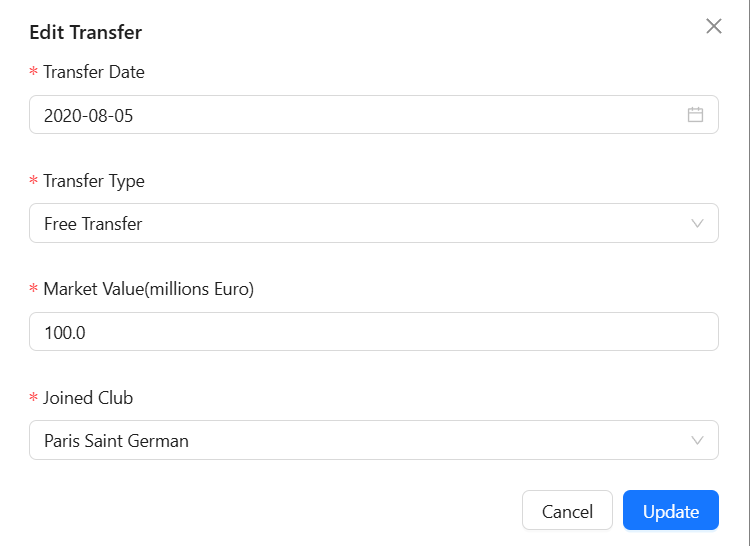 Edit Transfer
* Transfer Date
2020-08-05
* Transfer Type
Free Transfer
* Market Value(millions Euro)
100.0
* Joined Club
Paris Saint German
Cancel Update